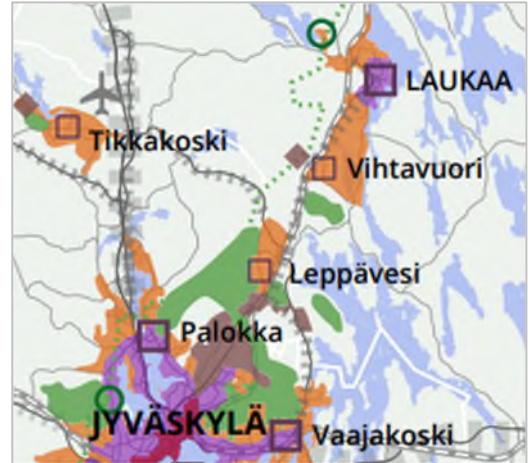 LAUKAA
Tikkakoski
Vihtavuori
Leppävesi
Palokka
JYVÄSKYLÄ
Vaajakoski